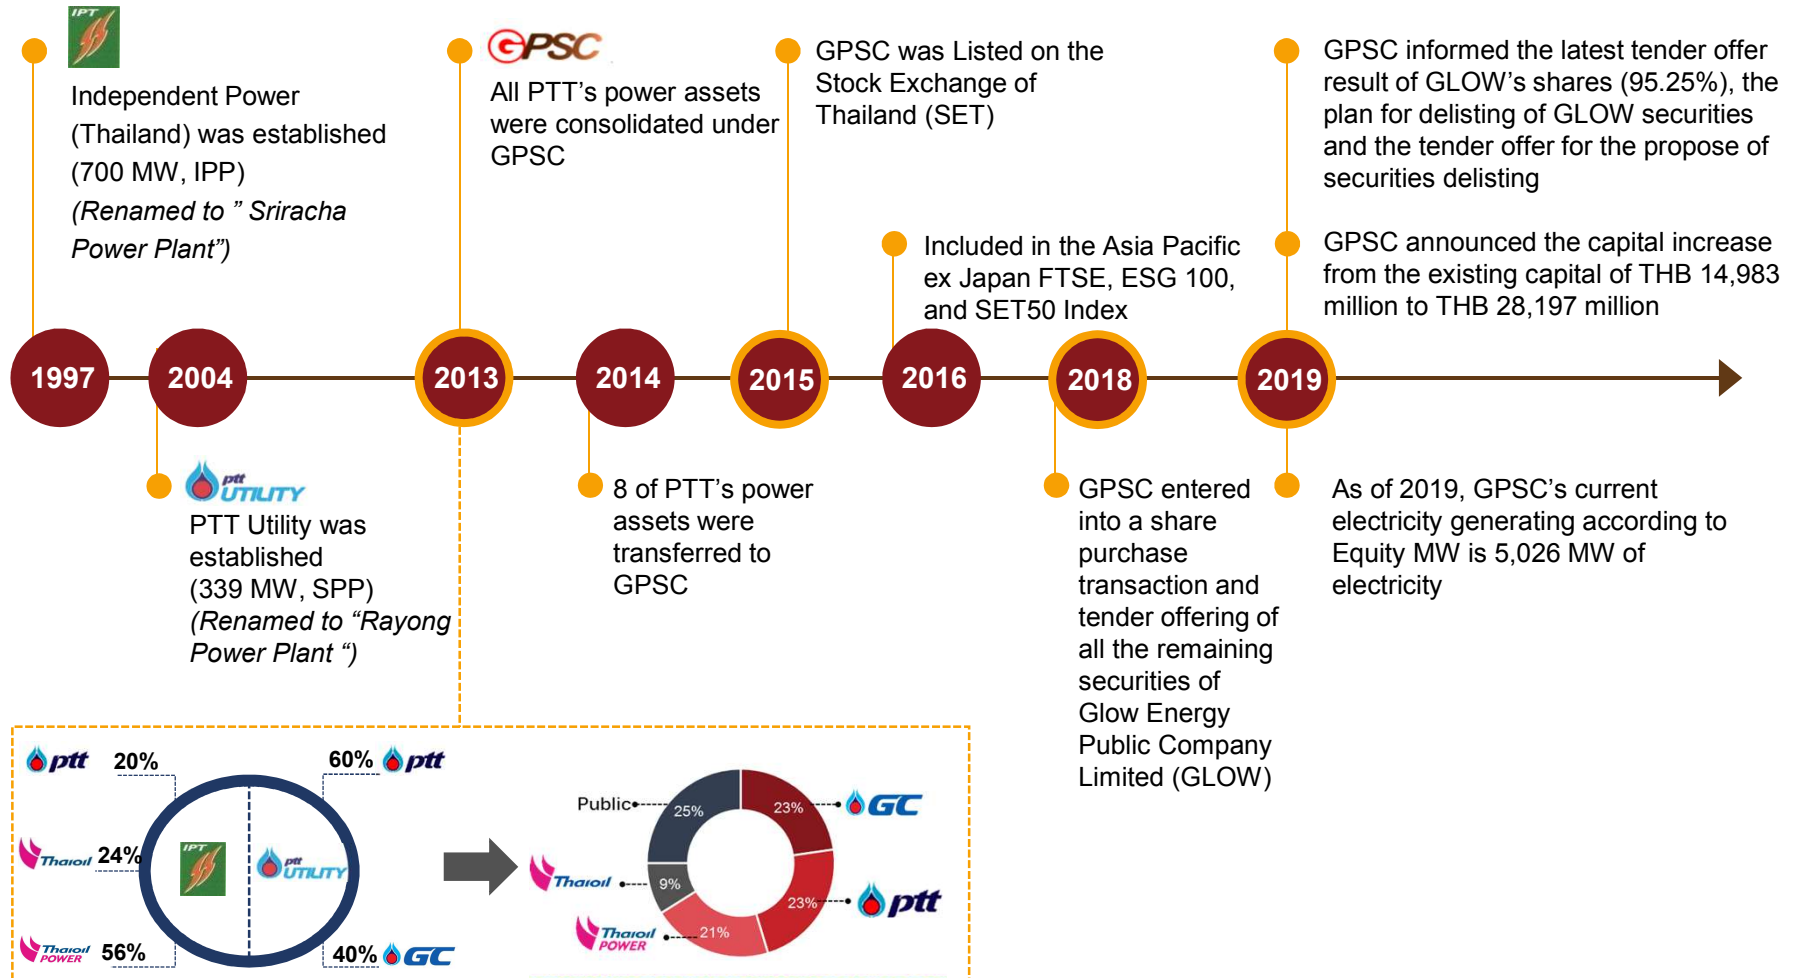 IPT
Independent Power
(Thailand) was established
(700 MW, IPP)
(Renamed to ” Sriracha
Power Plant”)
GPSC
All PTT’s power assets
were consolidated under
GPSC
GPSC was Listed on the
Stock Exchange of
Thailand (SET)
Included in the Asia Pacific
ex Japan FTSE, ESG 100,
and SET50 Index
GPSC informed the latest tender offer
result of GLOW’s shares (95.25%), the
plan for delisting of GLOW securities
and the tender offer for the propose of
securities delisting
GPSC announced the capital increase
from the existing capital of THB 14,983
million to THB 28,197 million
1997
2004
2013
2014
2015
2016
2018
2019
ptt
UTILITY
PTT Utility was
established
(339 MW, SPP)
(Renamed to “Rayong
Power Plant “)
8 of PTT’s power
assets were
transferred to
GPSC
GPSC entered
into a share
purchase
transaction and
tender offering of
all the remaining
securities of
Glow Energy
Public Company
Limited (GLOW)
As of 2019, GPSC’s current
electricity generating according to
Equity MW is 5,026 MW of
electricity
ptt 20%
60% ptt
Thaioil 24%
IPT
ptt
UTILITY
Thaioil
POWER 56%
40% GC
Public 25%
23% GC
Thaioil 9%
23% ptt
Thaioil
POWER 21%